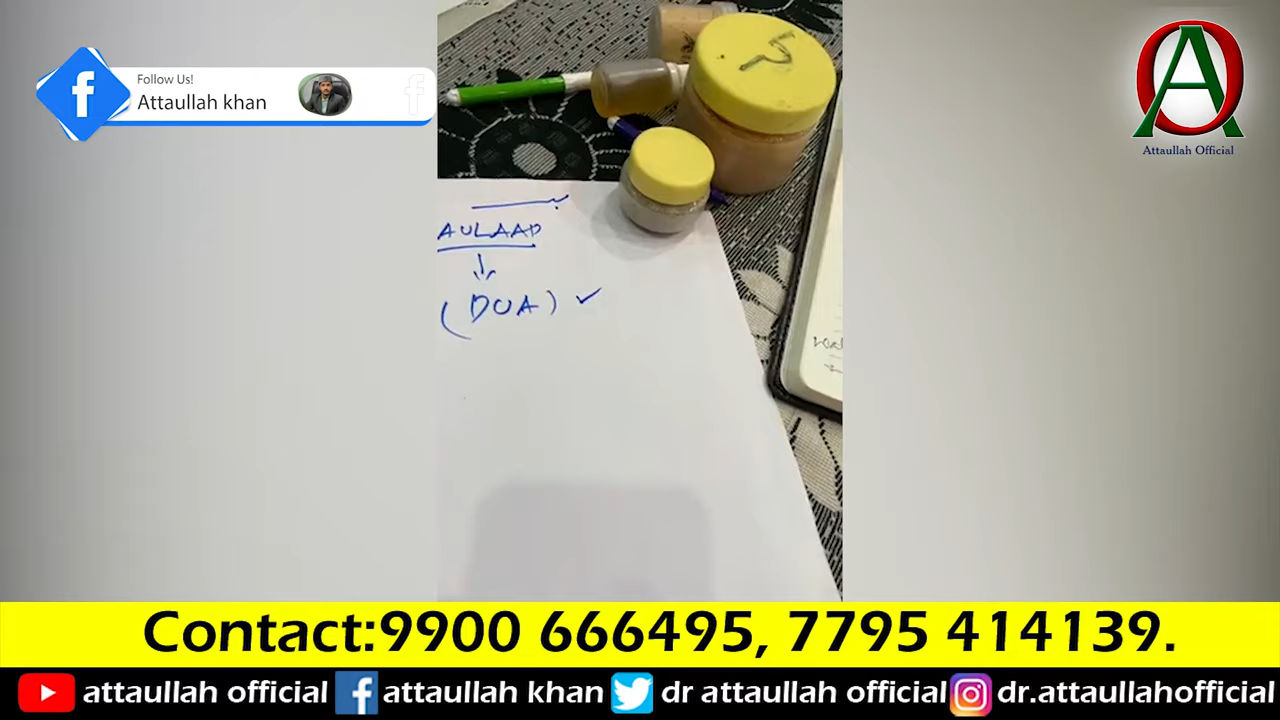 Follow Us!
Attaullah khan
Attaullah Official
AULAAD
(DUA) ✓
Contact:9900 666495, 7795 414139.
attaullah official
attaullah khan
dr attaullah official
dr.attaullahofficial